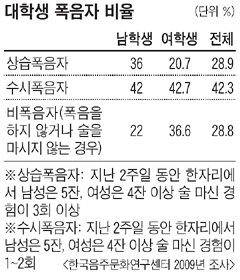 대학생 폭음자 비율 (단위 %)
남학생 여학생 전체
상습폭음자 36 20.7 28.9
수시폭음자 42 42.7 42.3
비폭음자(폭음을
하지 않거나 술을 22 36.6 28.8
마시지 않는 경우)
※상습폭음자: 지난 2주일 동안 한자리에
서 남성은 5잔, 여성은 4잔 이상 술 마신 경
험이 3회 이상
※수시폭음자: 지난 2주일 동안 한자리에서
남성은 5잔, 여성은 4잔 이상 술 마신 경험이
1~2회 <한국음주문화연구센터 2009년 조사>